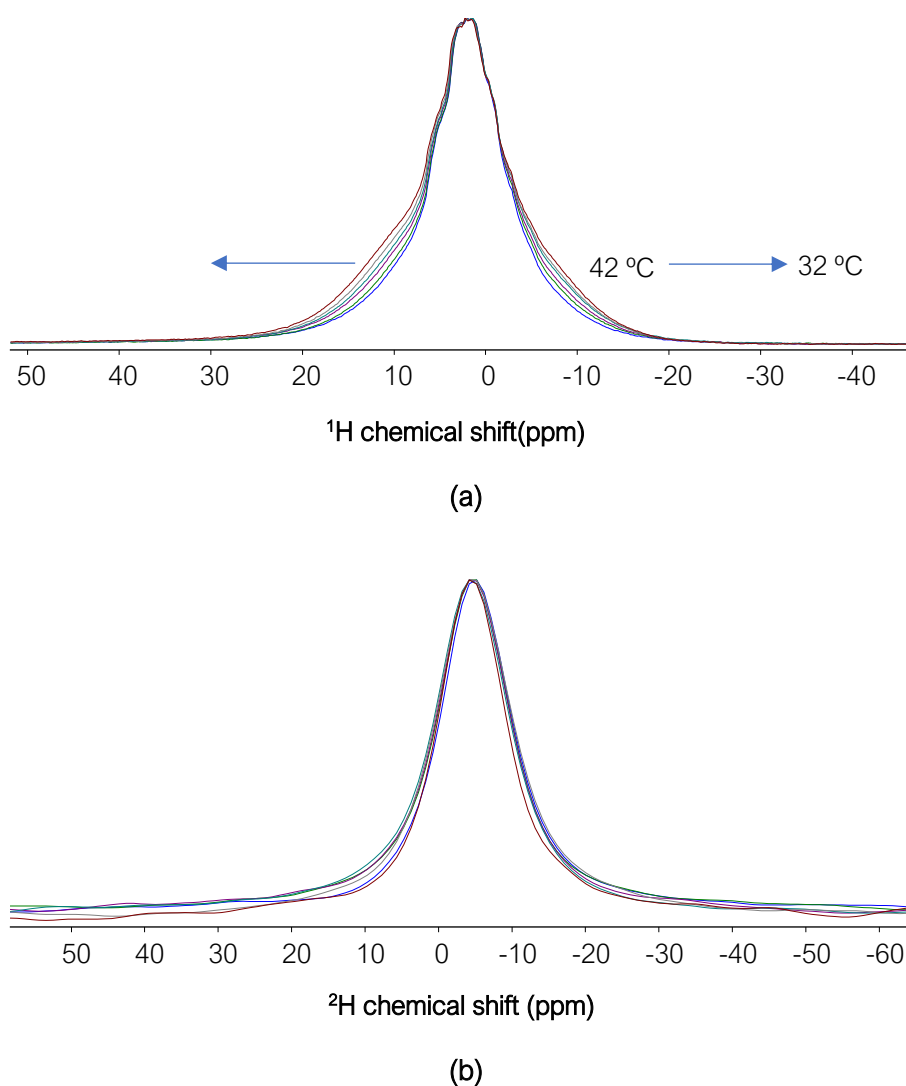 42 ºC 32 ºC
50 40 30 20 10 0 -10 -20 -30 -40
¹H chemical shift(ppm)
(a)
50 40 30 20 10 0 -10 -20 -30 -40 -50 -60
²H chemical shift (ppm)
(b)